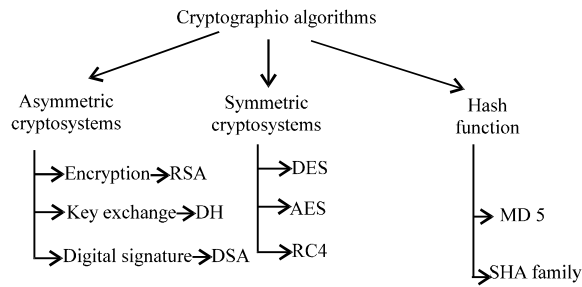 Cryptographio algorithms
Asymmetric
cryptosystems
Encryption RSA
Key exchange DH
Digital signature DSA
Symmetric
cryptosystems
DES
AES
RC4
Hash
function
MD 5
SHA family